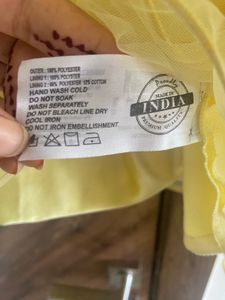 OUTER : 100% POLYESTER
LINING 1: 100% POLYESTER
LINING 2 : 88% POLYESTER 12% COTTON
HAND WASH COLD
DO NOT SOAK
WASH SEPARATELY
DO NOT BLEACH LINE DRY
COOL IRON
DO NOT IRON EMBELLISHMENT
Proudly
MADE IN
INDIA
PREMIUM QUALITY